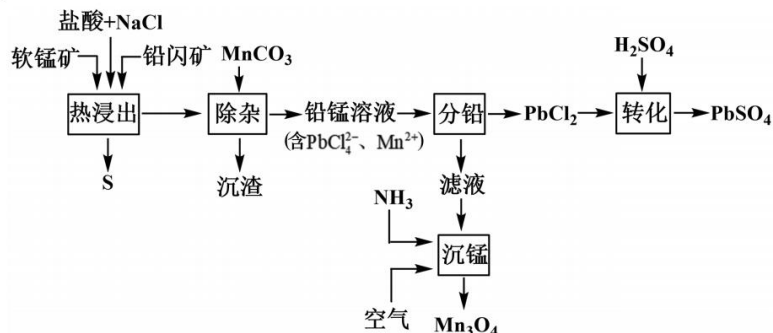 盐酸+NaCl
软锰矿
铅闪矿
MnCO₃
H₂SO₄
热浸出
除杂
铅锰溶液
(含PbCl₄²⁻、Mn²⁺)
分铅
PbCl₂
转化
PbSO₄
S
沉渣
滤液
NH₃
沉锰
空气
Mn₃O₄